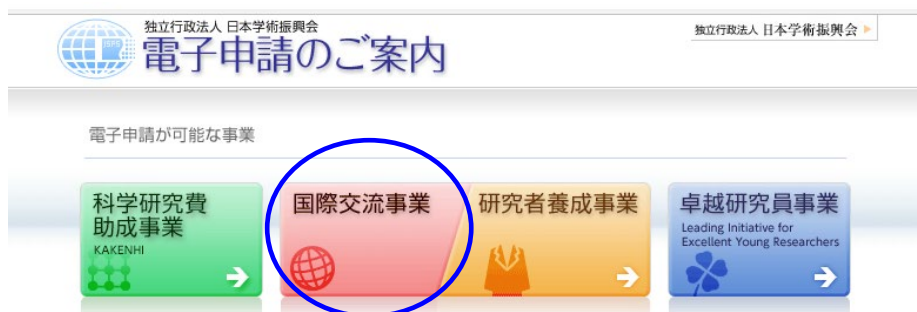 独立行政法人 日本学術振興会
電子申請のご案内
独立行政法人 日本学術振興会
電子申請が可能な事業
科学研究費
助成事業
KAKENHI
国際交流事業
研究者養成事業
卓越研究員事業
Leading Initiative for
Excellent Young Researchers